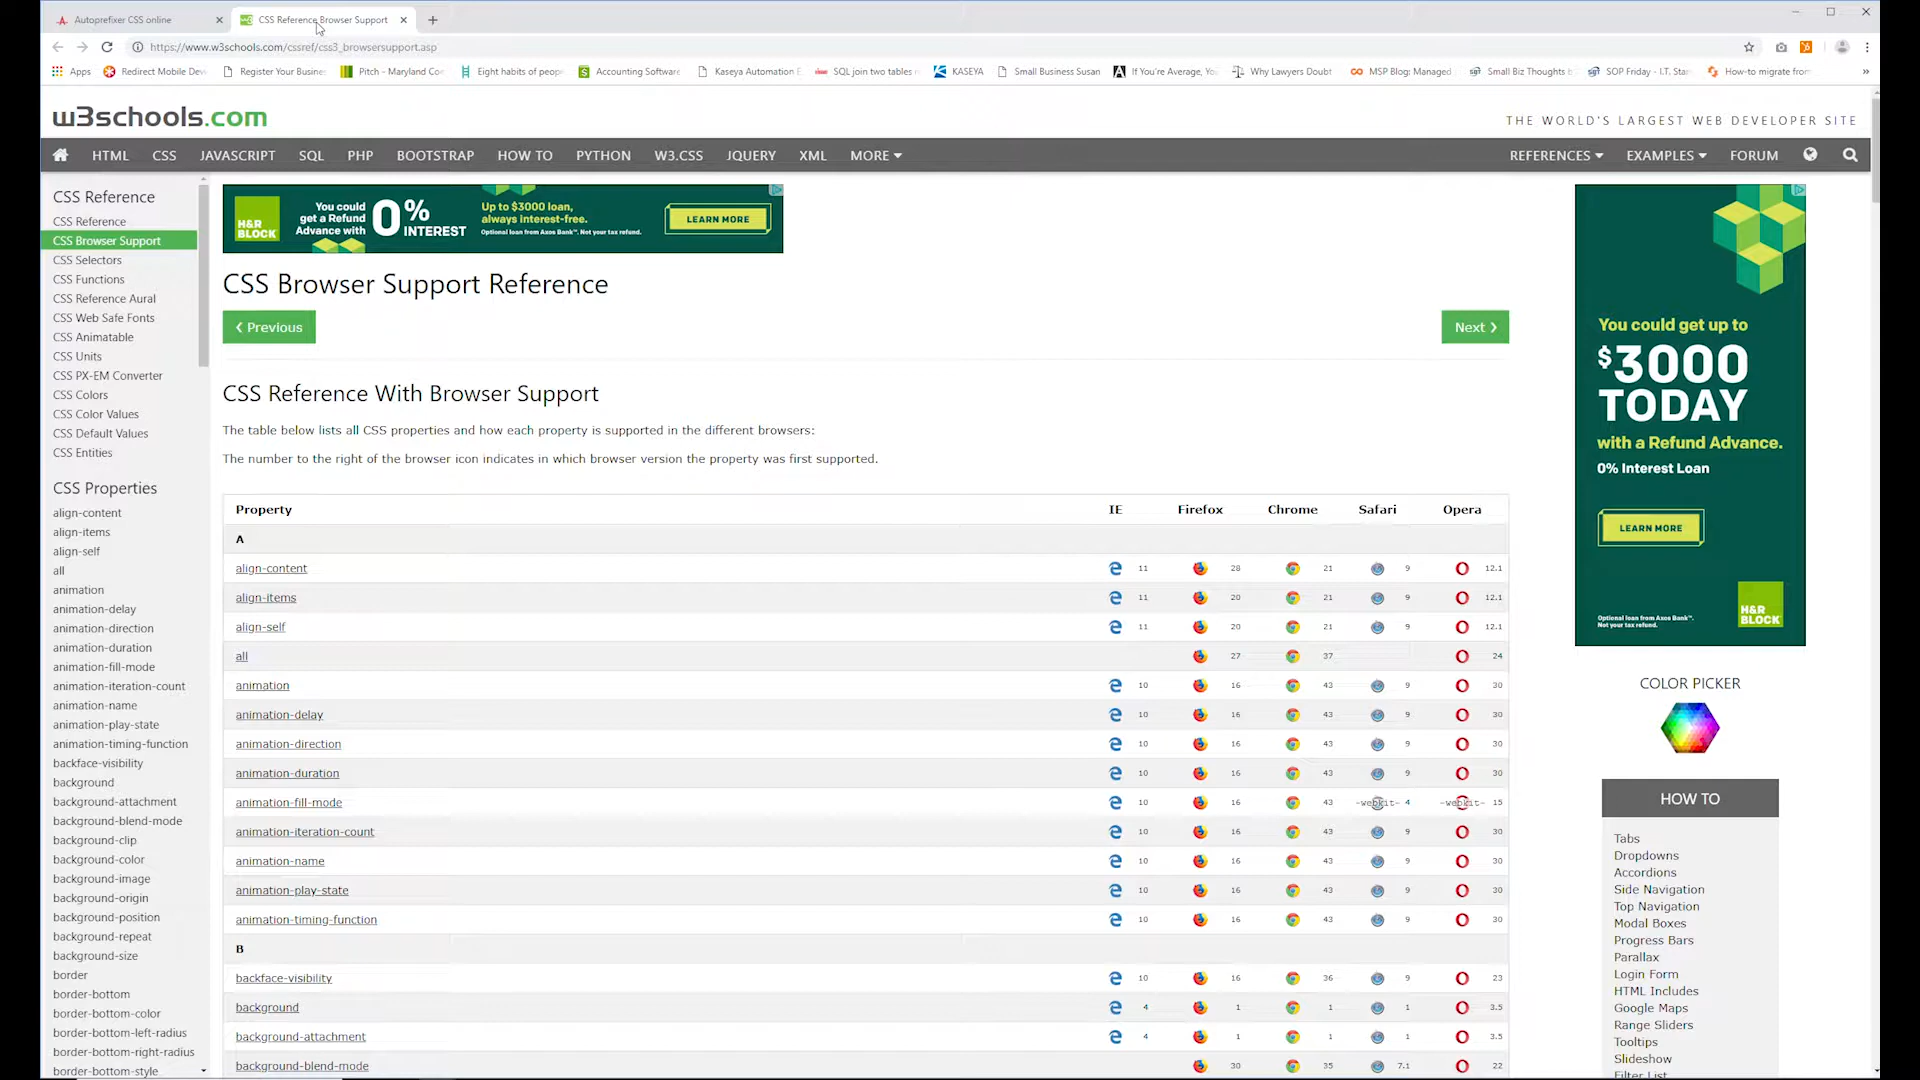 Autoprefixer CSS online
CSS Reference Browser Support
https://www.w3schools.com/cssref/css3_browsersupport.asp
Apps
Redirect Mobile Dev
Register Your Busine
Pitch - Maryland Co
Eight habits of peop
Accounting Software
Kaseya Automation E
SQL join two tables
KASEYA
Small Business Susan
If You're Average, Yo
Why Lawyers Doubt
MSP Blog: Managed
Small Biz Thoughts b
SOP Friday - I.T. Star
How-to migrate from
w3schools.com
THE WORLD'S LARGEST WEB DEVELOPER SITE
HTML CSS JAVASCRIPT SQL PHP BOOTSTRAP HOW TO PYTHON W3.CSS JQUERY XML MORE REFERENCES EXAMPLES FORUM
CSS Reference
CSS Reference
CSS Browser Support
CSS Selectors
CSS Functions
CSS Reference Aural
CSS Web Safe Fonts
CSS Animatable
CSS Units
CSS PX-EM Converter
CSS Colors
CSS Color Values
CSS Default Values
CSS Entities
CSS Properties
align-content
align-items
align-self
all
animation
animation-delay
animation-direction
animation-duration
animation-fill-mode
animation-iteration-count
animation-name
animation-play-state
animation-timing-function
backface-visibility
background
background-attachment
background-blend-mode
background-clip
background-color
background-image
background-origin
background-position
background-repeat
background-size
border
border-bottom
border-bottom-color
border-bottom-left-radius
border-bottom-right-radius
border-bottom-style
H&R
BLOCK
You could
get a Refund
Advance with
0%
INTEREST
Up to $3000 loan,
always interest-free.
Optional loan from Axos Bank™. Not your tax refund.
LEARN MORE
CSS Browser Support Reference
❮ Previous
Next ❯
CSS Reference With Browser Support
The table below lists all CSS properties and how each property is supported in the different browsers:
The number to the right of the browser icon indicates in which browser version the property was first supported.
Property IE Firefox Chrome Safari Opera
A
align-content 11 28 21 9 12.1
align-items 11 20 21 9 12.1
align-self 11 20 21 9 12.1
all 27 37 24
animation 10 16 43 9 30
animation-delay 10 16 43 9 30
animation-direction 10 16 43 9 30
animation-duration 10 16 43 9 30
animation-fill-mode 10 16 43 -webkit- 4 -webkit- 15
animation-iteration-count 10 16 43 9 30
animation-name 10 16 43 9 30
animation-play-state 10 16 43 9 30
animation-timing-function 10 16 43 9 30
B
backface-visibility 10 16 36 9 23
background 4 1 1 1 3.5
background-attachment 4 1 1 1 3.5
background-blend-mode 30 35 7.1 22
You could get up to
$3000
TODAY
with a Refund Advance.
0% Interest Loan
LEARN MORE
Optional loan from Axos Bank™.
Not your tax refund.
H&R
BLOCK
COLOR PICKER
HOW TO
Tabs
Dropdowns
Accordions
Side Navigation
Top Navigation
Modal Boxes
Progress Bars
Parallax
Login Form
HTML Includes
Google Maps
Range Sliders
Tooltips
Slideshow
Filter List